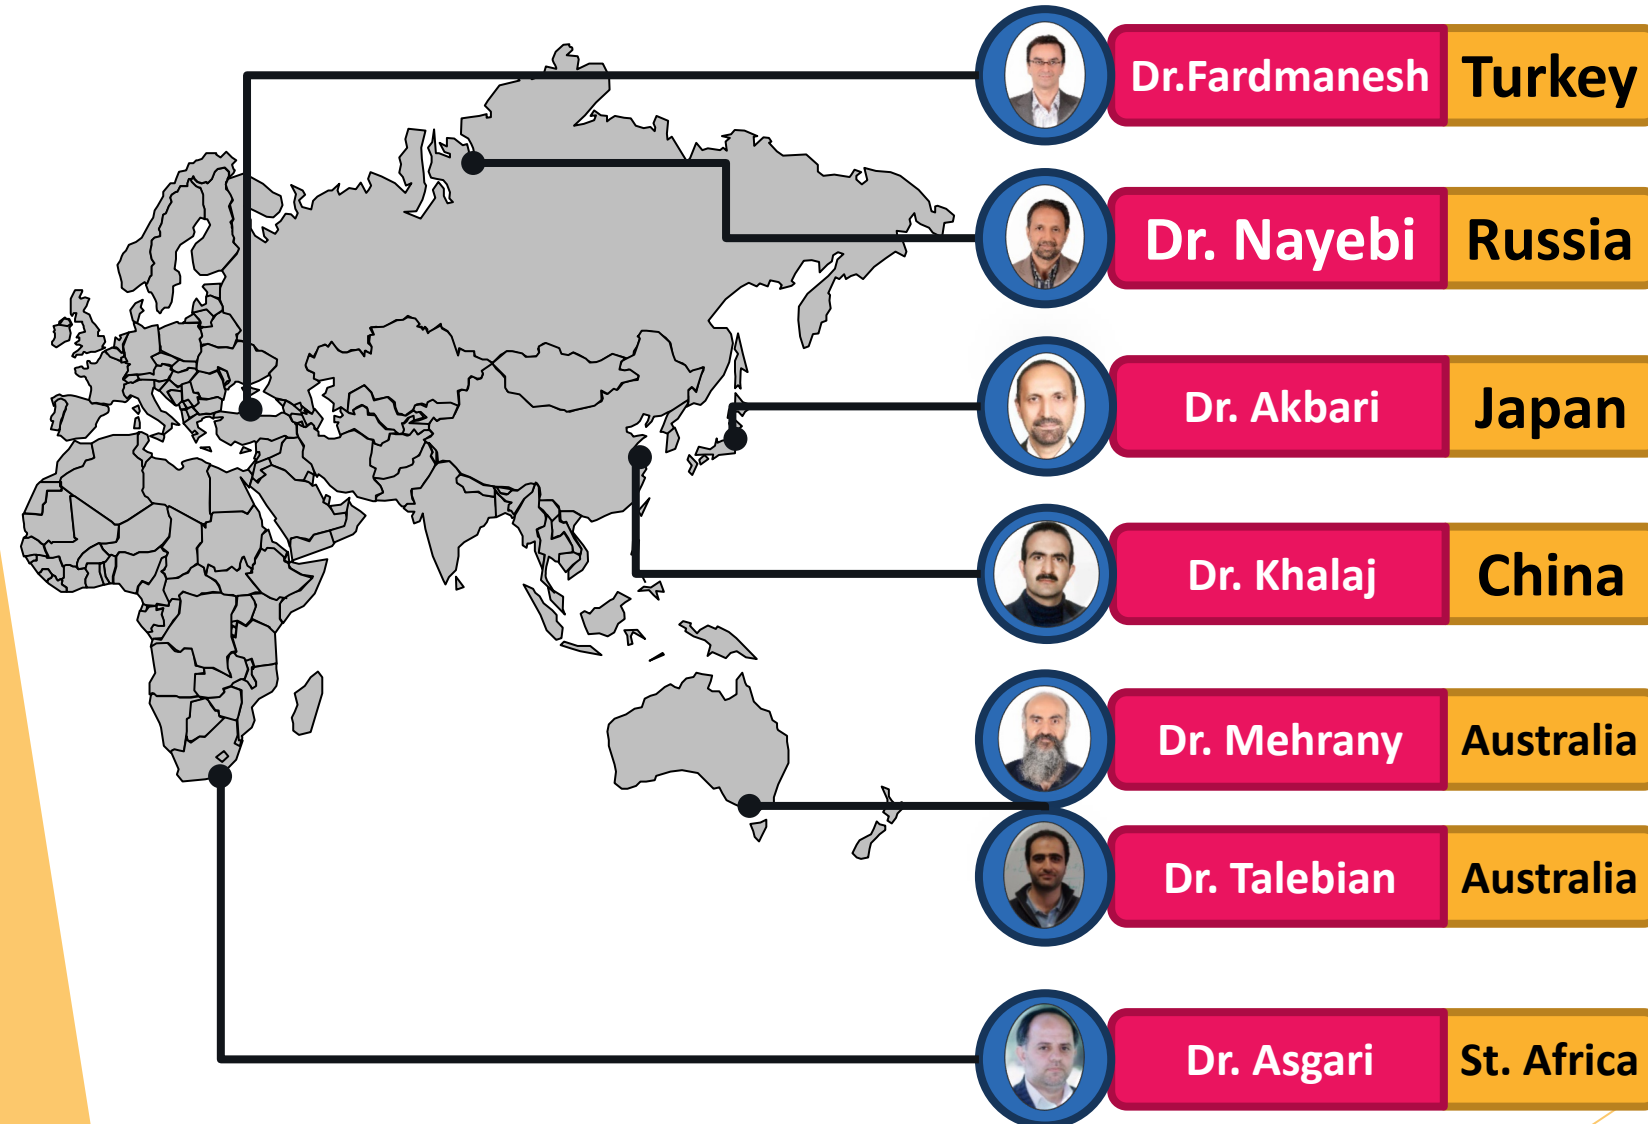 Dr.Fardmanesh Turkey
Dr. Nayebi Russia
Dr. Akbari Japan
Dr. Khalaj China
Dr. Mehrany Australia
Dr. Talebian Australia
Dr. Asgari St. Africa